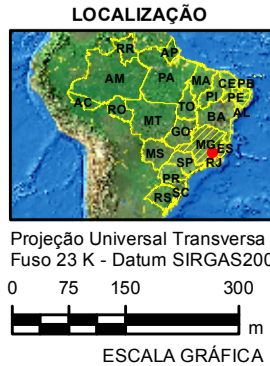 LOCALIZAÇÃO
RR AP
AM PA MA CE PB
PI PE
AC RO TO AL
MT BA
GO
MG ES
MS SP RJ
PR
SC
RS
Projeção Universal Transversa
Fuso 23 K - Datum SIRGAS200
0 75 150 300
m
ESCALA GRÁFICA